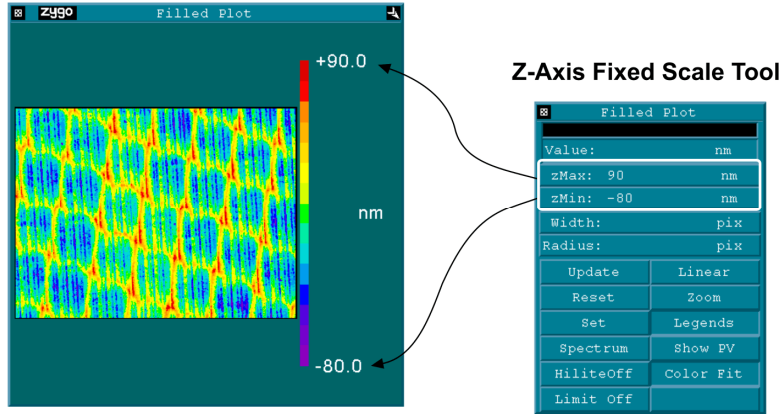 zygo Filled Plot
+90.0
nm
-80.0
Z-Axis Fixed Scale Tool
Filled Plot
Value: nm
zMax: 90 nm
zMin: -80 nm
Width: pix
Radius: pix
Update Linear
Reset Zoom
Set Legends
Spectrum Show PV
HiliteOff Color Fit
Limit Off